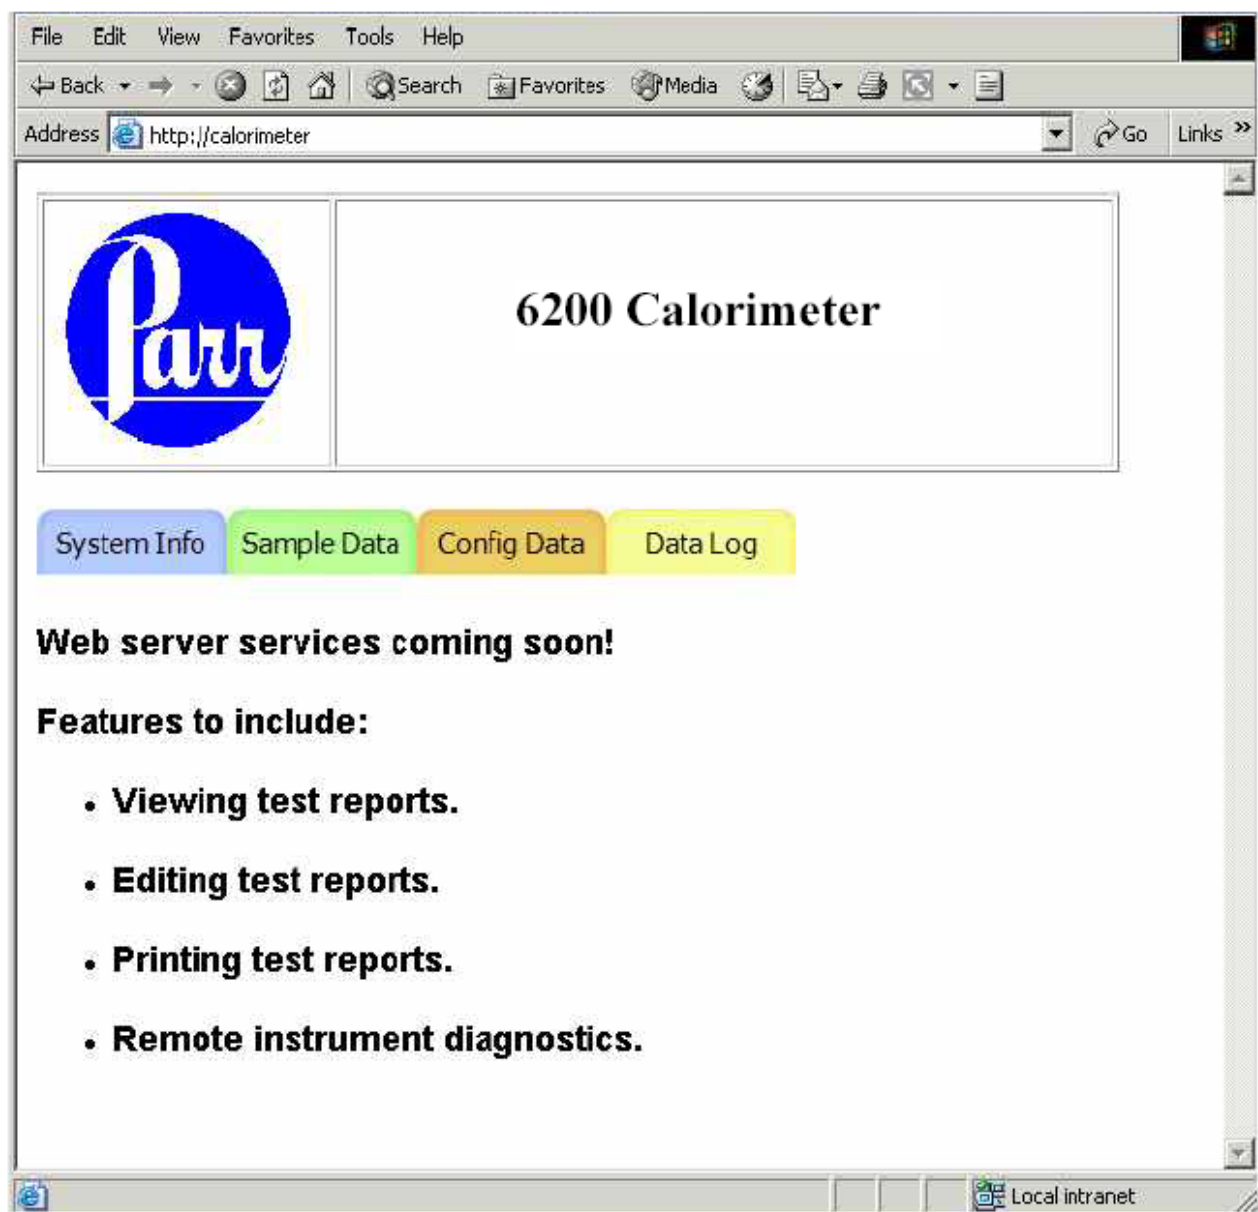 File Edit View Favorites Tools Help
Back Search Favorites Media
Address http://calorimeter Go Links »
Parr
6200 Calorimeter
System Info Sample Data Config Data Data Log
Web server services coming soon!
Features to include:
• Viewing test reports.
• Editing test reports.
• Printing test reports.
• Remote instrument diagnostics.
Local intranet